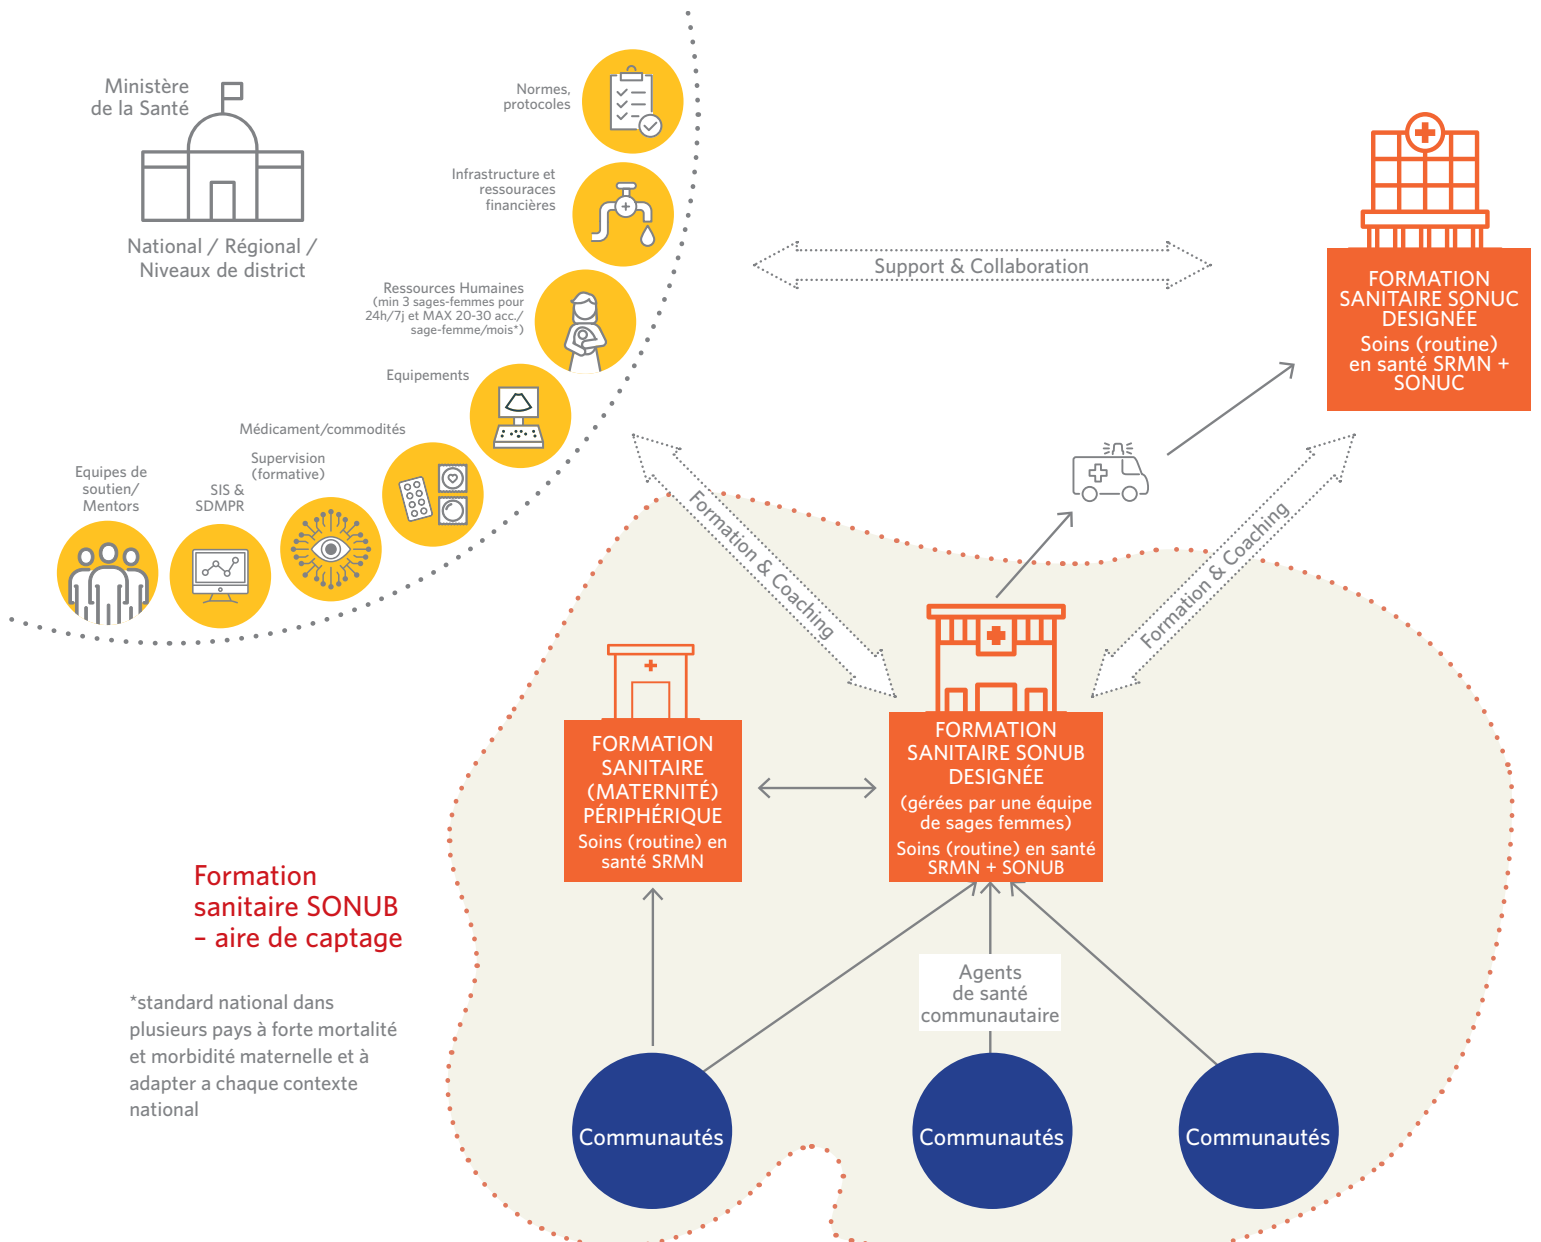 Ministère
de la Santé
National / Régional /
Niveaux de district
Normes,
protocoles
Infrastructure et
ressouraces
financières
Ressources Humaines
(min 3 sages-femmes pour
24h/7j et MAX 20-30 acc./
sage-femme/mois*)
Equipements
Médicament/commodités
Supervision
(formative)
SIS &
SDMPR
Equipes de
soutien/
Mentors
Support & Collaboration
FORMATION
SANITAIRE SONUC
DESIGNÉE
Soins (routine)
en santé SRMN +
SONUC
Formation & Coaching
Formation & Coaching
FORMATION
SANITAIRE
(MATERNITÉ)
PÉRIPHÉRIQUE
Soins (routine) en
santé SRMN
FORMATION
SANITAIRE SONUB
DESIGNÉE
(gérées par une équipe
de sages femmes)
Soins (routine) en santé
SRMN + SONUB
Formation
sanitaire SONUB
– aire de captage
*standard national dans
plusieurs pays à forte mortalité
et morbidité maternelle et à
adapter a chaque contexte
national
Agents
de santé
communautaire
Communautés
Communautés
Communautés